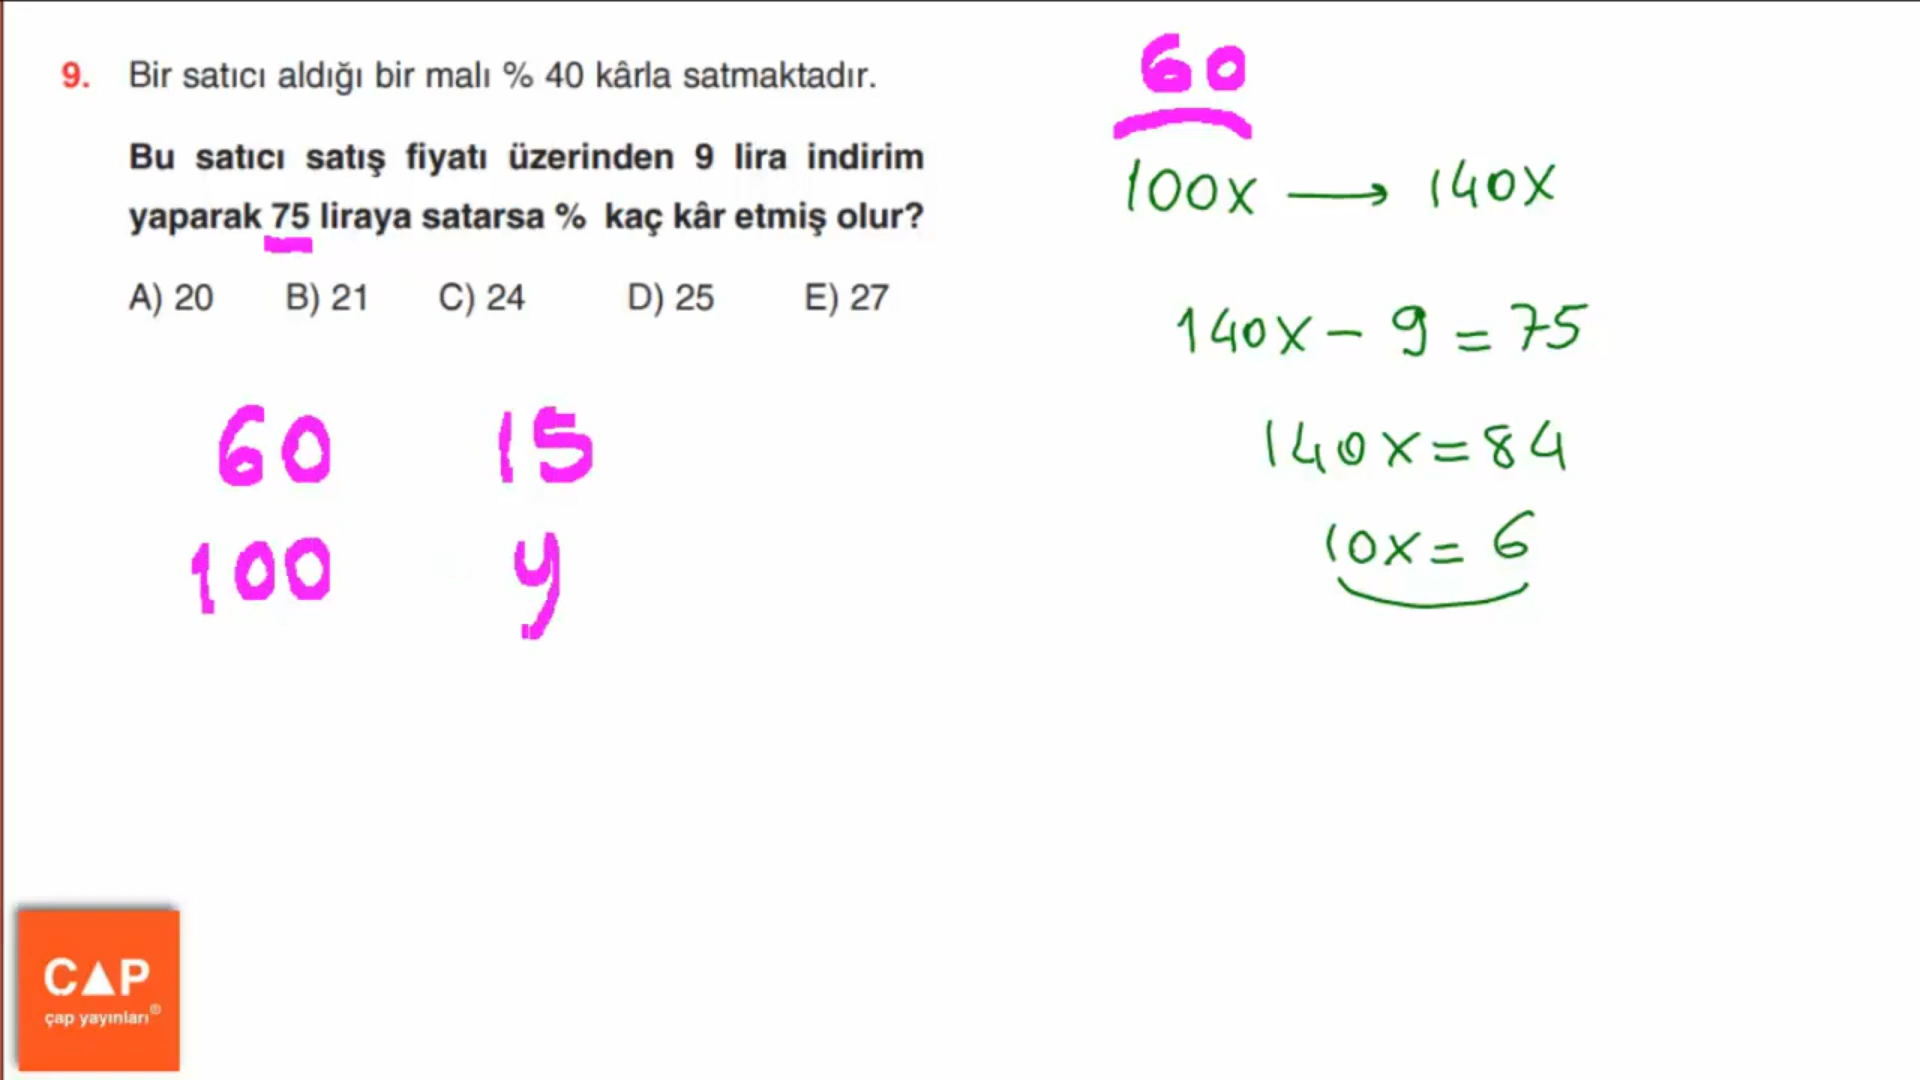 9. Bir satıcı aldığı bir malı % 40 kârla satmaktadır.
Bu satıcı satış fiyatı üzerinden 9 lira indirim
yaparak 75 liraya satarsa % kaç kâr etmiş olur?
A) 20 B) 21 C) 24 D) 25 E) 27
60 15
100 y
60
100x → 140x
140x - 9 = 75
140x = 84
10x = 6
CAP
çap yayınları®